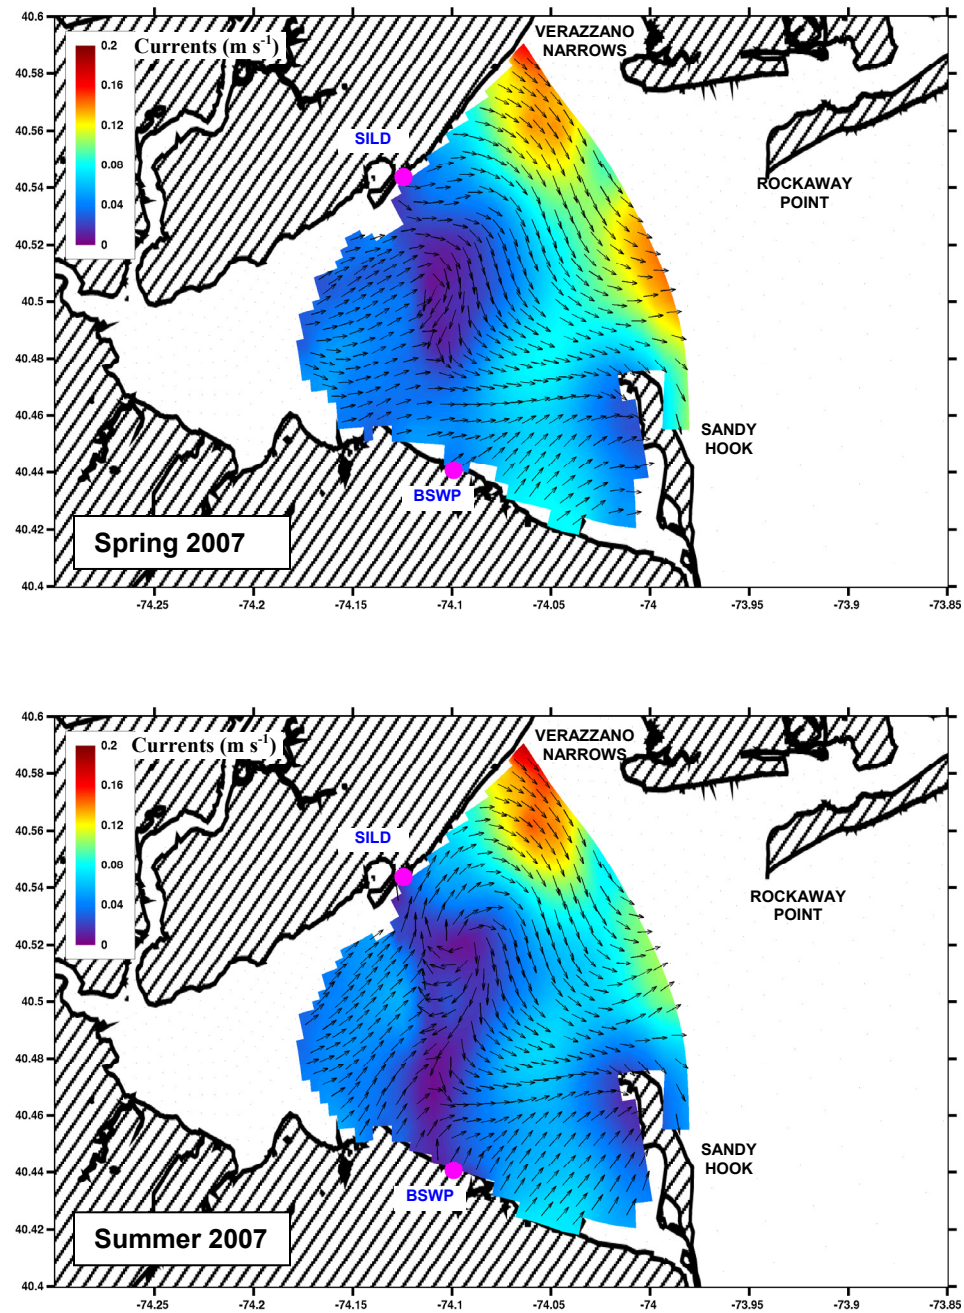 40.6
VERAZZANO
NARROWS
0.2
Currents (m s-1)
40.58
0.16
40.56
0.12
SILD
0.08
40.54
ROCKAWAY
POINT
0.04
40.52
0
40.5
40.48
40.46
SANDY
HOOK
40.44
BSWP
40.42
Spring 2007
40.4
-74.25
-74.2
-74.15
-74.1
-74.05
-74
-73.95
-73.9
-73.85
40.6
VERAZZANO
NARROWS
0.2
Currents (m s-1)
40.58
0.16
40.56
0.12
SILD
0.08
40.54
ROCKAWAY
POINT
0.04
40.52
0
40.5
40.48
40.46
SANDY
HOOK
40.44
BSWP
40.42
Summer 2007
40.4
-74.25
-74.2
-74.15
-74.1
-74.05
-74
-73.95
-73.9
-73.85